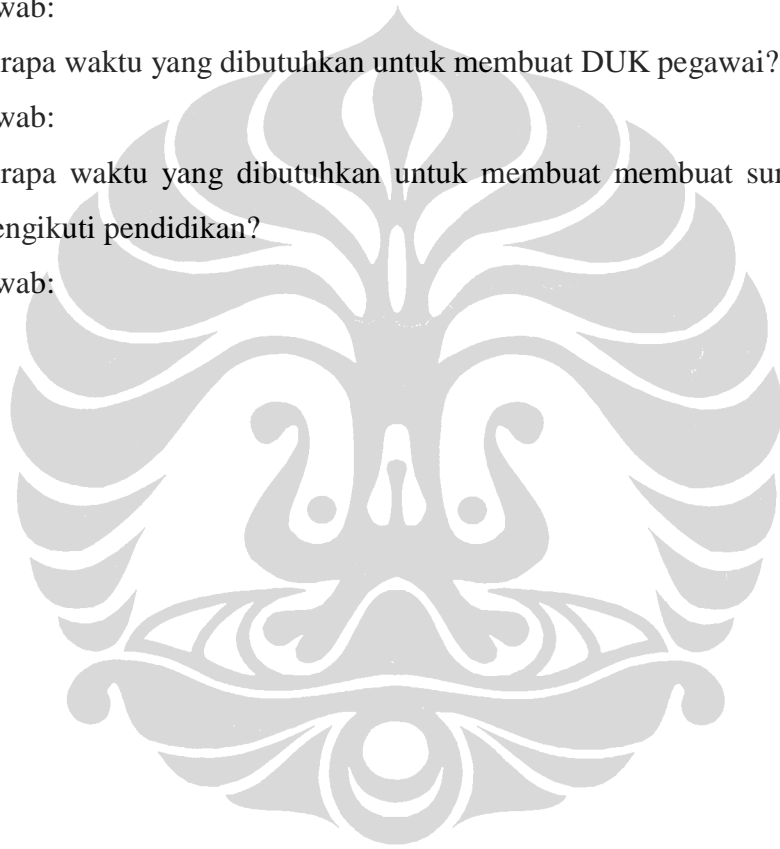 wab:
rapa waktu yang dibutuhkan untuk membuat DUK pegawai?
wab:
rapa waktu yang dibutuhkan untuk membuat membuat sur
engikuti pendidikan?
wab: